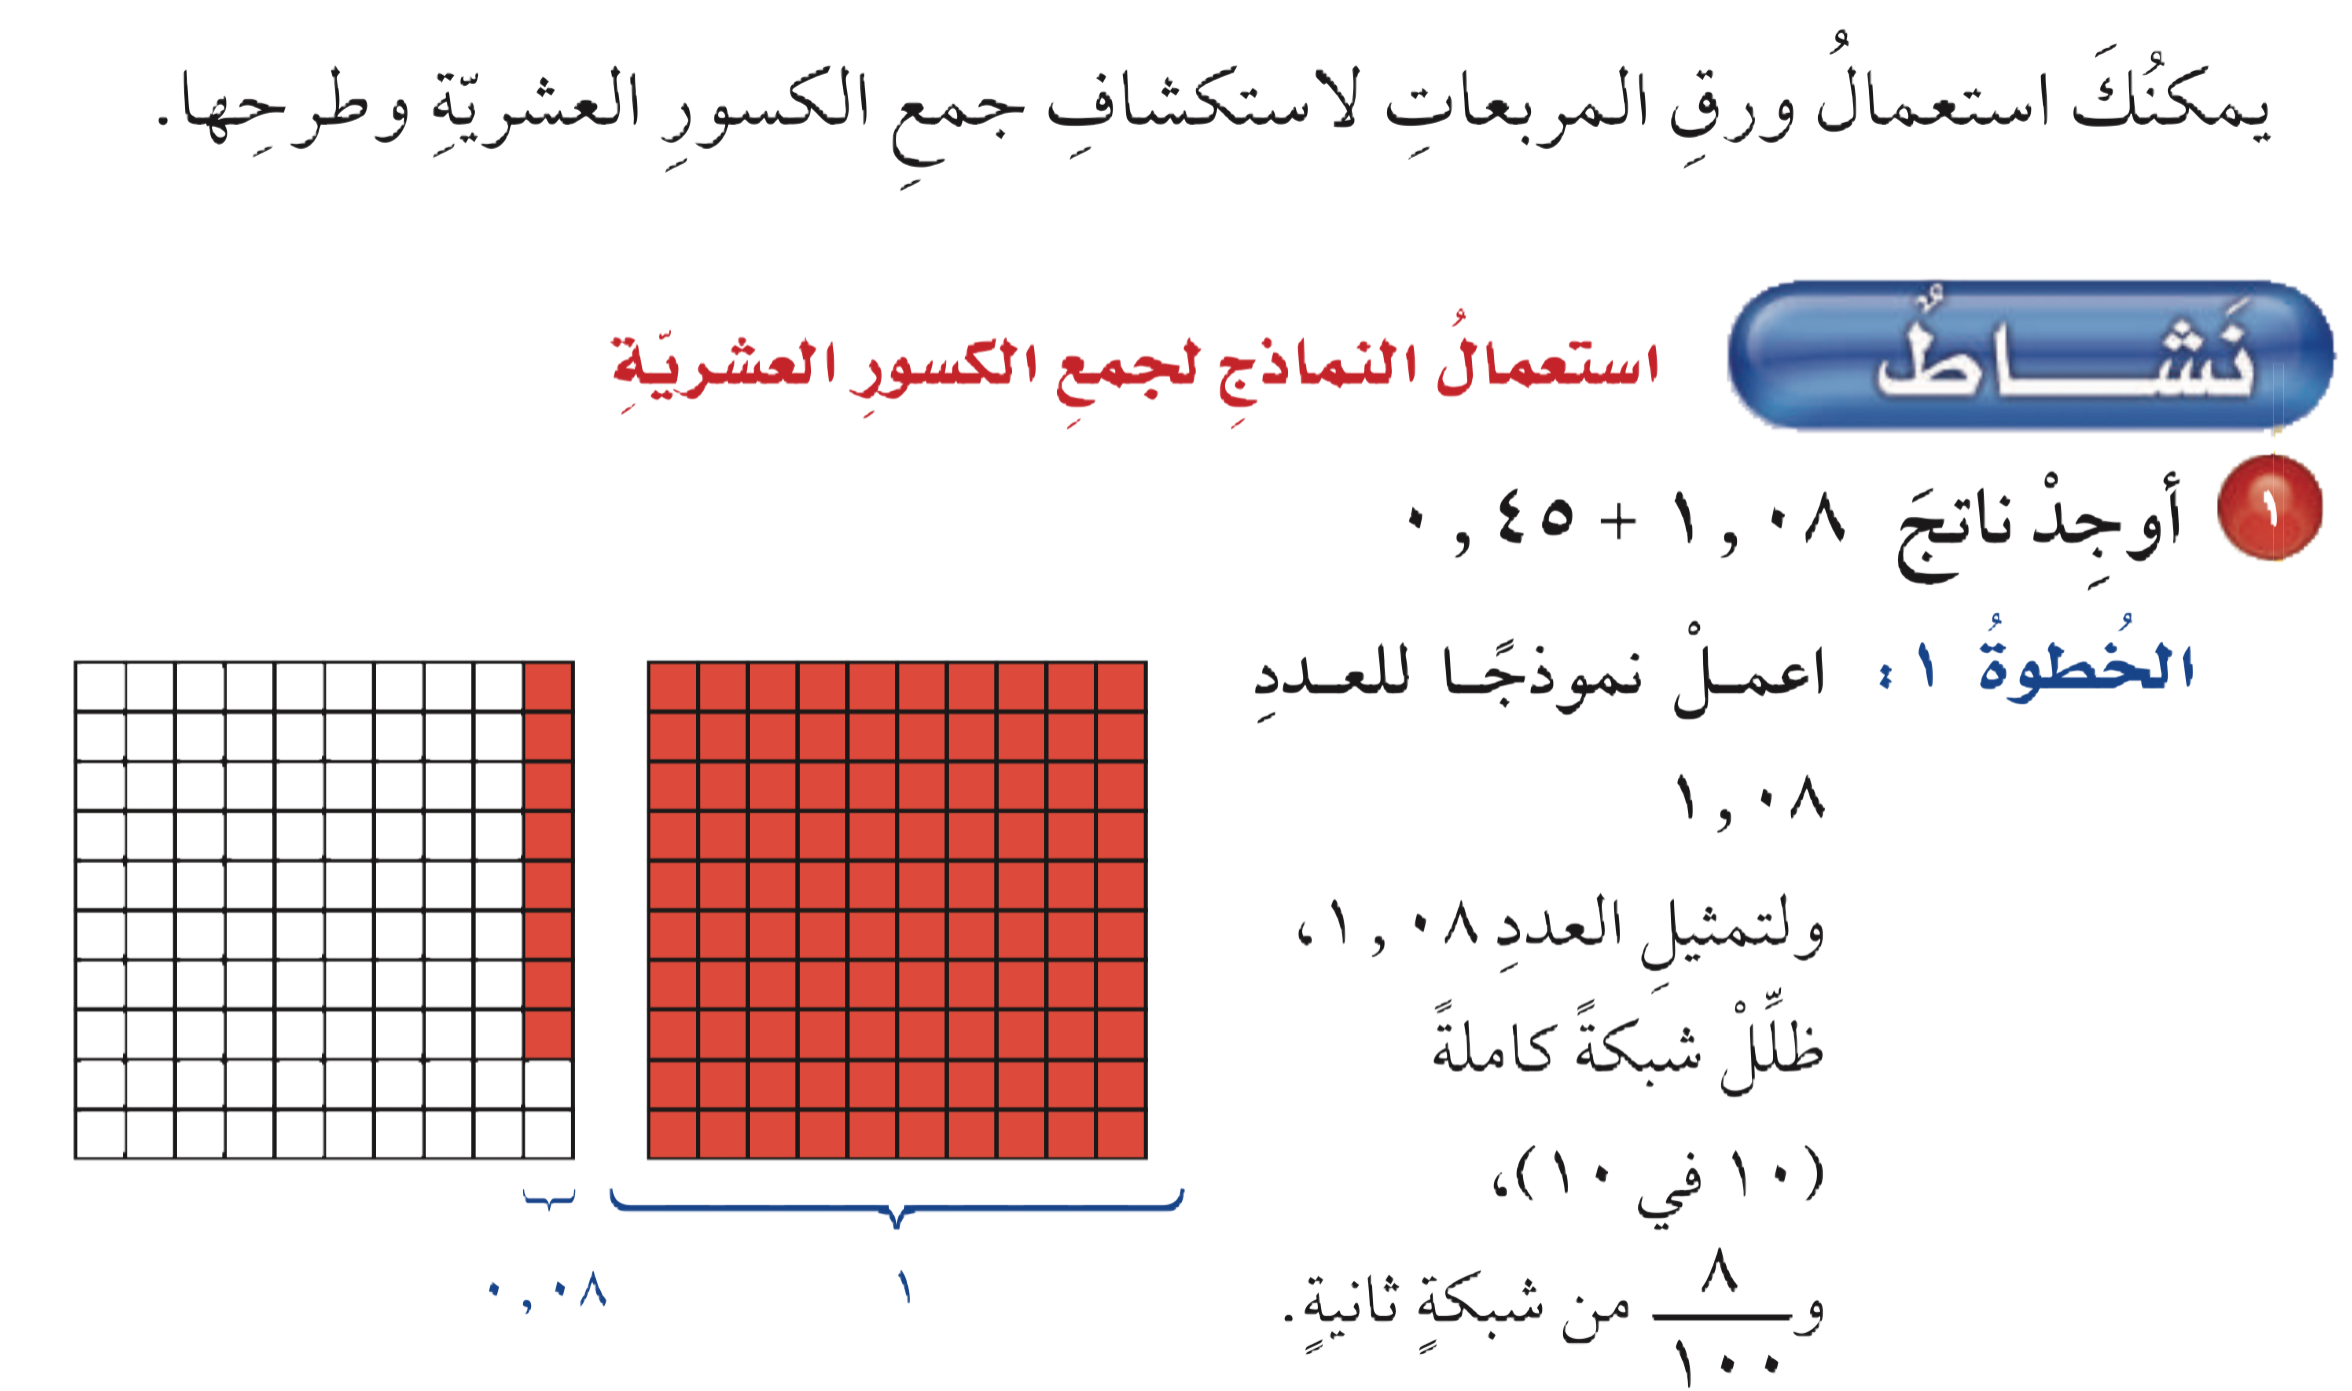 يمكنُكَ استعمالُ ورقِ المربعاتِ لاستكشافِ جمعِ الكسورِ العشريّةِ وطرحِها.
نَشاطٌ استعمالُ النماذجِ لجمعِ الكسورِ العشريّةِ
١ أوجِدْ ناتجَ ١,٠٨ + ٠,٤٥
الخُطوةُ ١: اعملْ نموذجًا للعددِ
١,٠٨
ولتمثيلِ العددِ ١,٠٨،
ظلِّلْ شبكةً كاملةً
(١٠ في ١٠)،
و ٨/١٠٠ من شبكةٍ ثانيةٍ.
١
٠,٠٨